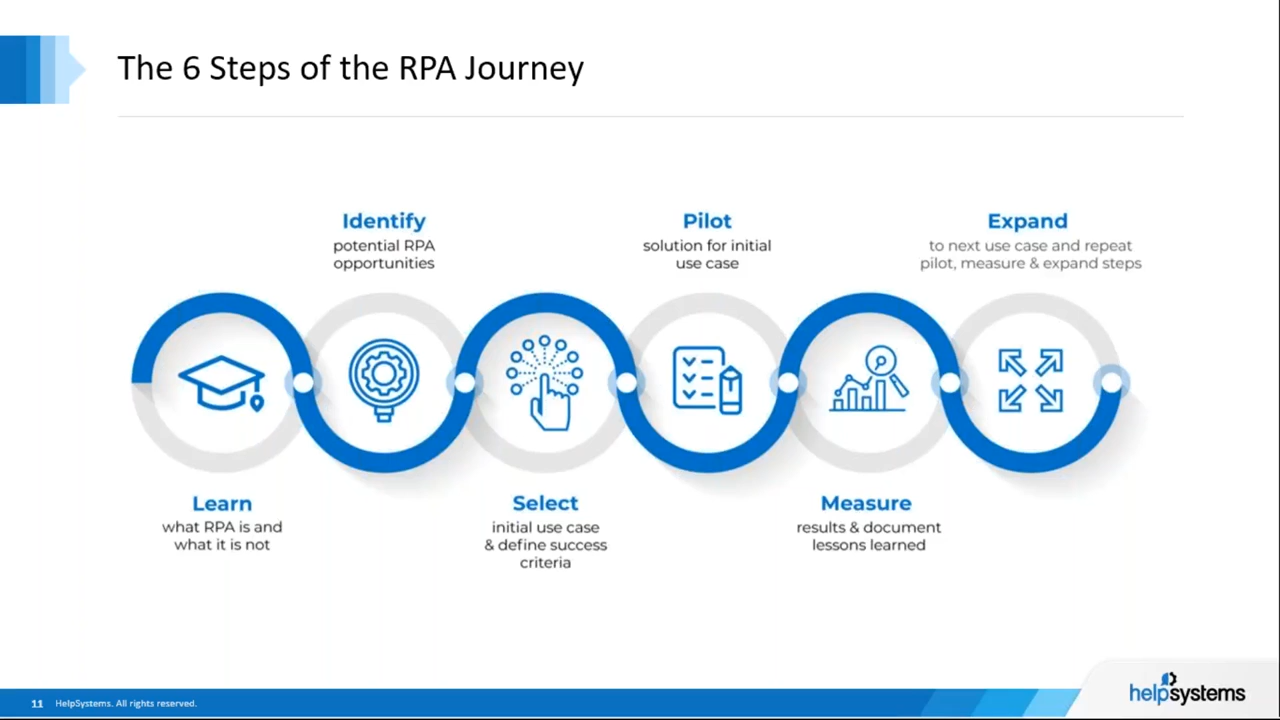 The 6 Steps of the RPA Journey
Learn
what RPA is and
what it is not
Identify
potential RPA
opportunities
Select
initial use case
& define success
criteria
Pilot
solution for initial
use case
Measure
results & document
lessons learned
Expand
to next use case and repeat
pilot, measure & expand steps
11 HelpSystems. All rights reserved.
helpsystems